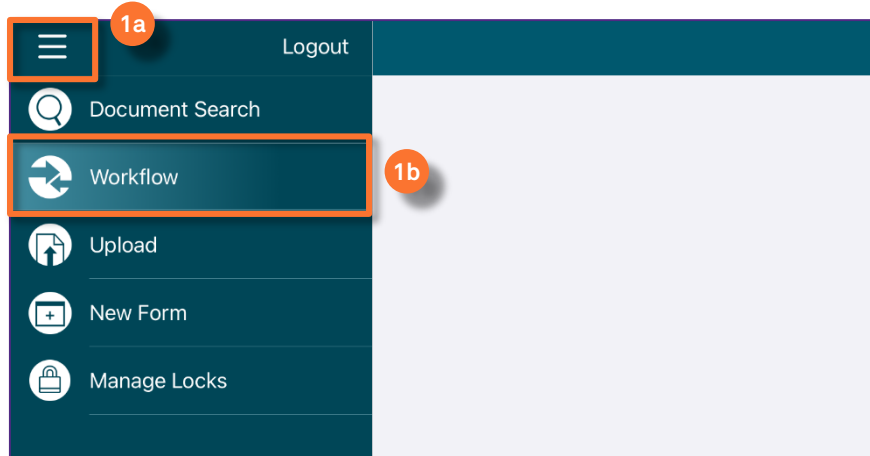 1a
Logout
Document Search
Workflow
1b
Upload
New Form
Manage Locks